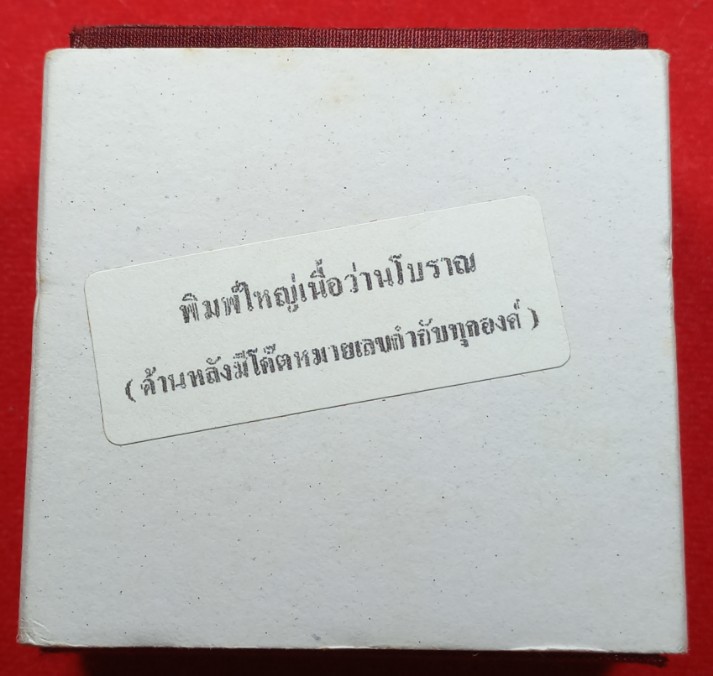 พิมพ์ใหญ่เนื้อว่านโบราณ
(ด้านหลังมีโค๊ตหมายเลขกำกับทุกองค์)